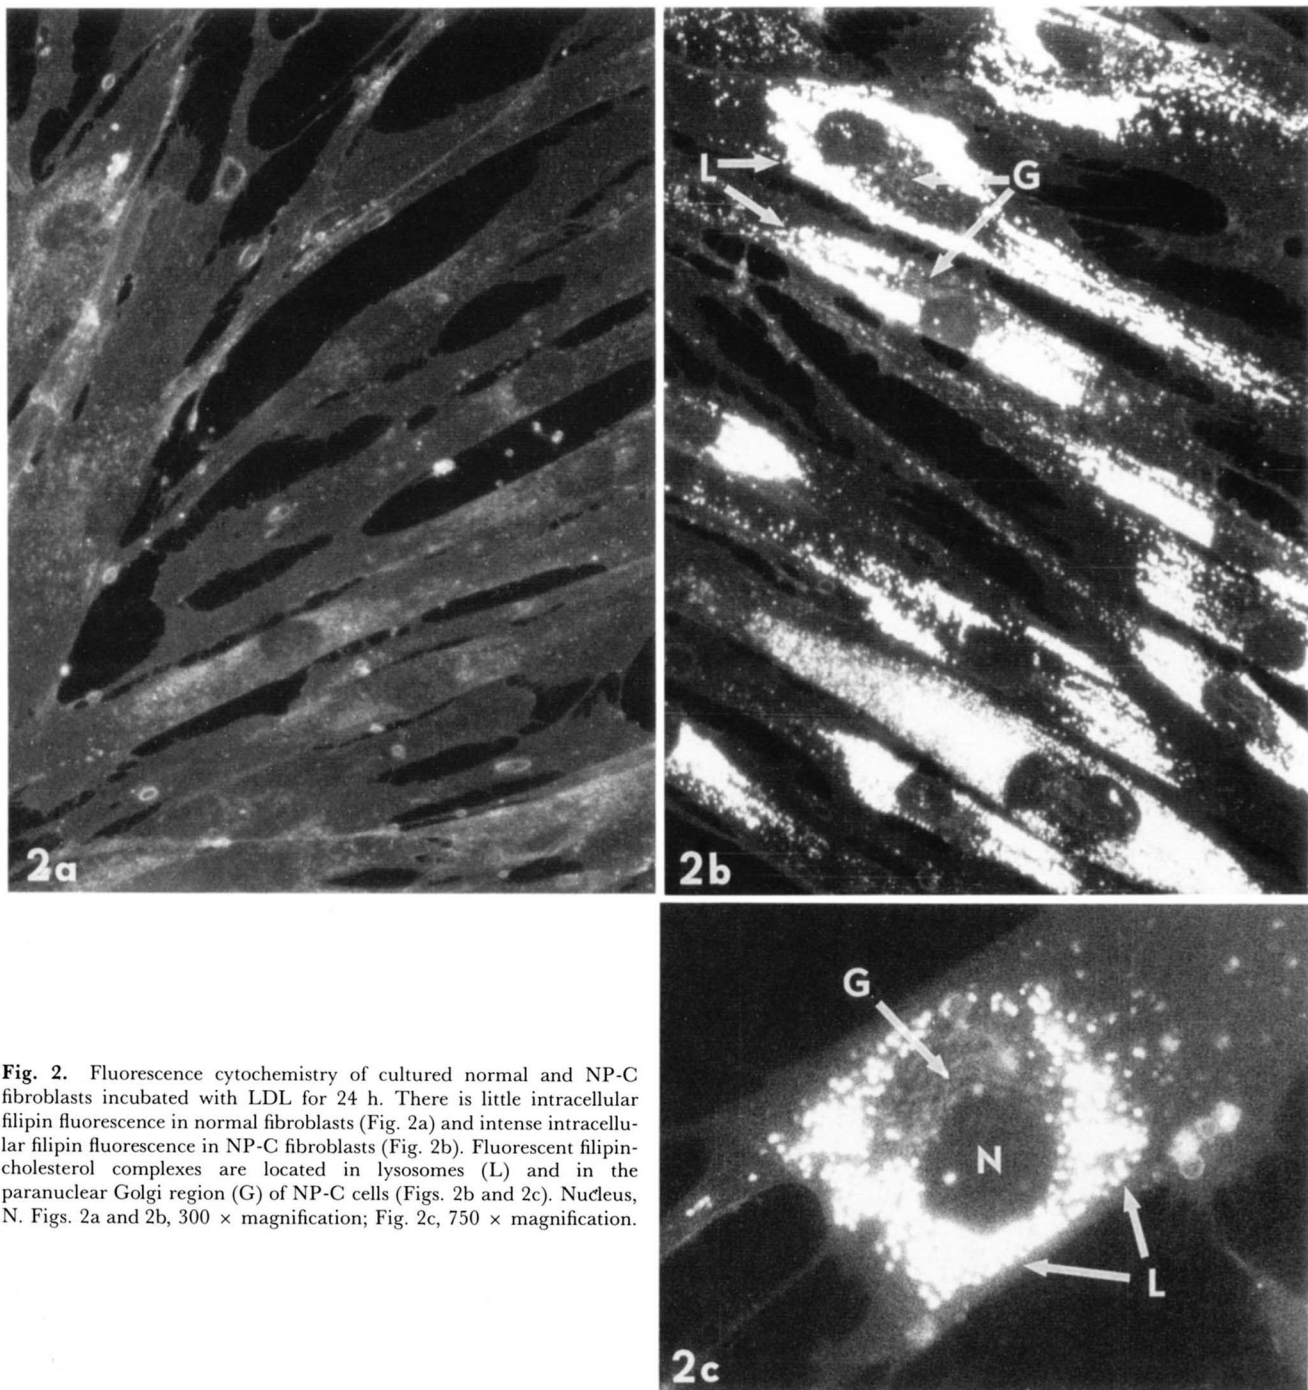 L
G
2a
2b
G
N
L
2c
Fig. 2. Fluorescence cytochemistry of cultured normal and NP-C
fibroblasts incubated with LDL for 24 h. There is little intracellular
filipin fluorescence in normal fibroblasts (Fig. 2a) and intense intracellu-
lar filipin fluorescence in NP-C fibroblasts (Fig. 2b). Fluorescent filipin-
cholesterol complexes are located in lysosomes (L) and in the
paranuclear Golgi region (G) of NP-C cells (Figs. 2b and 2c). Nucleus,
N. Figs. 2a and 2b, 300 × magnification; Fig. 2c, 750 × magnification.